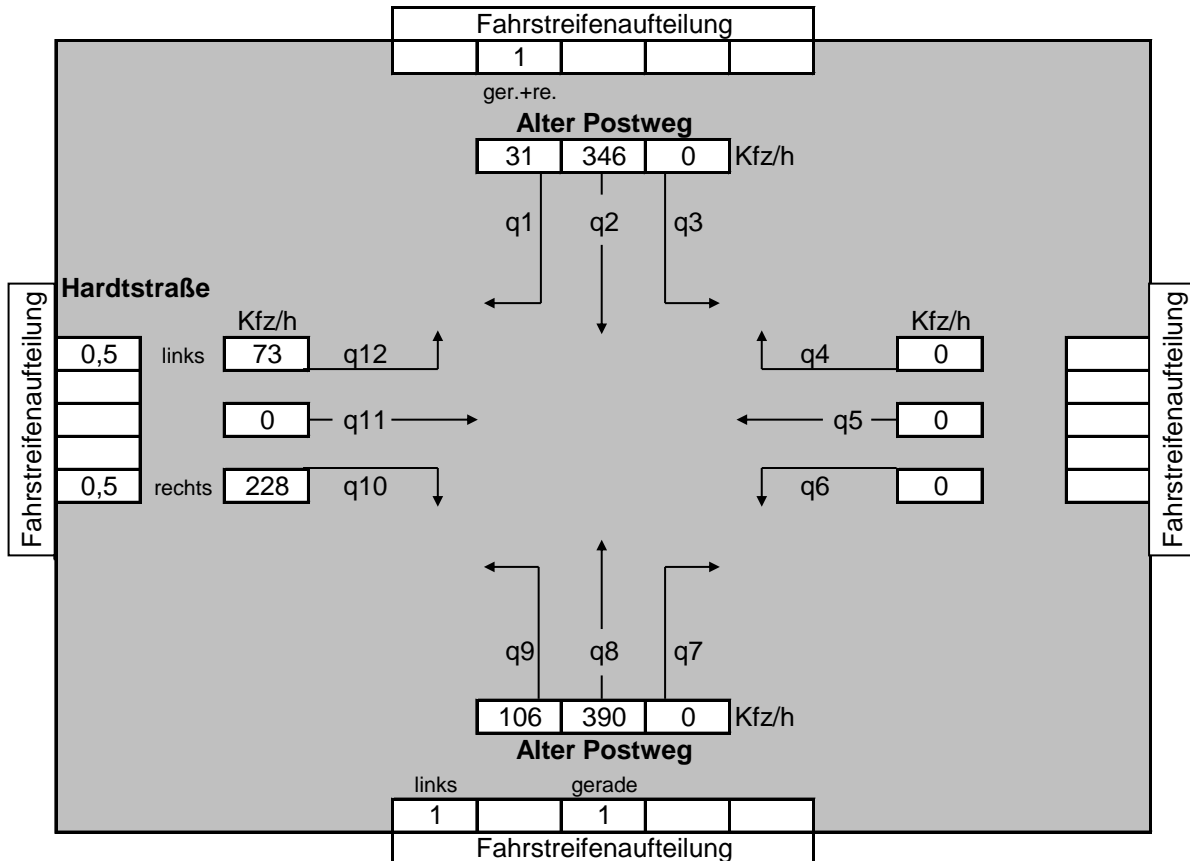 Fahrstreifenaufteilung
1
ger.+re.
Alter Postweg
31 346 0 Kfz/h
q1 q2 q3
Hardtstraße
Fahrstreifenaufteilung
Fahrstreifenaufteilung
Kfz/h Kfz/h
0,5 links 73 q12 q4 0
0 q11 q5 0
0,5 rechts 228 q10 q6 0
q9 q8 q7
106 390 0 Kfz/h
Alter Postweg
links gerade
1 1
Fahrstreifenaufteilung